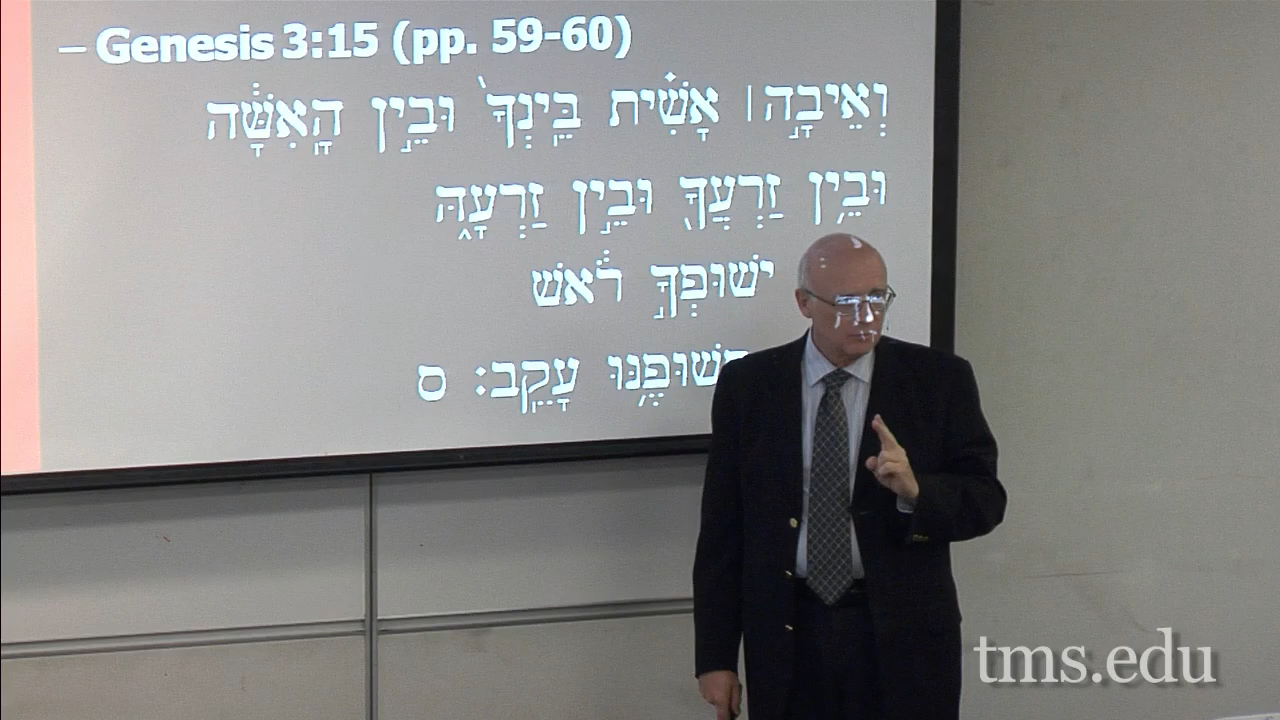 – Genesis 3:15 (pp. 59-60)
וְאֵיבָ֣ה ׀ אָשִׁ֗ית בֵּֽינְךָ֙ וּבֵ֣ין הָֽאִשָּׁ֔ה
וּבֵ֥ין זַרְעֲךָ֖ וּבֵ֣ין זַרְעָ֑הּ
יְשׁוּפְךָ֣ רֹ֔אשׁ
עָקֵֽב׃ ס
tms.edu